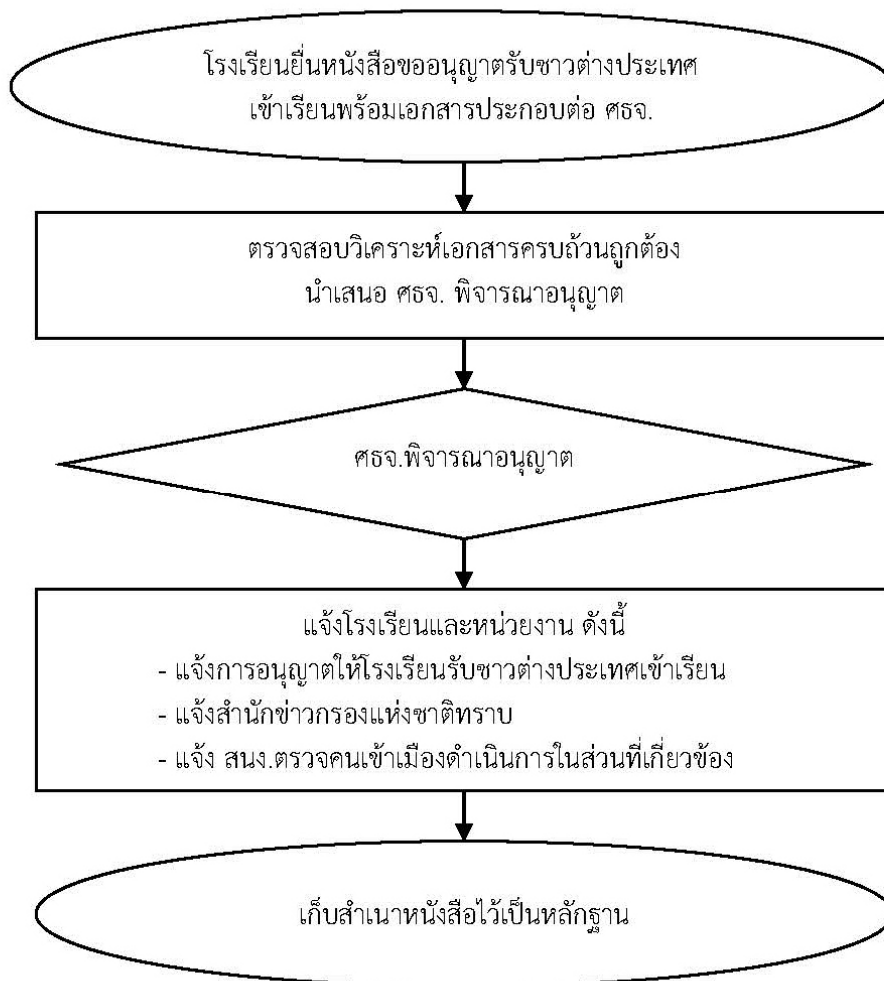 โรงเรียนยื่นหนังสือขออนุญาตรับชาวต่างประเทศ
เข้าเรียนพร้อมเอกสารประกอบต่อ ศธจ.
ตรวจสอบวิเคราะห์เอกสารครบถ้วนถูกต้อง
นำเสนอ ศธจ. พิจารณาอนุญาต
ศธจ.พิจารณาอนุญาต
แจ้งโรงเรียนและหน่วยงาน ดังนี้
- แจ้งการอนุญาตให้โรงเรียนรับชาวต่างประเทศเข้าเรียน
- แจ้งสำนักข่าวกรองแห่งชาติทราบ
- แจ้ง สนง.ตรวจคนเข้าเมืองดำเนินการในส่วนที่เกี่ยวข้อง
เก็บสำเนาหนังสือไว้เป็นหลักฐาน